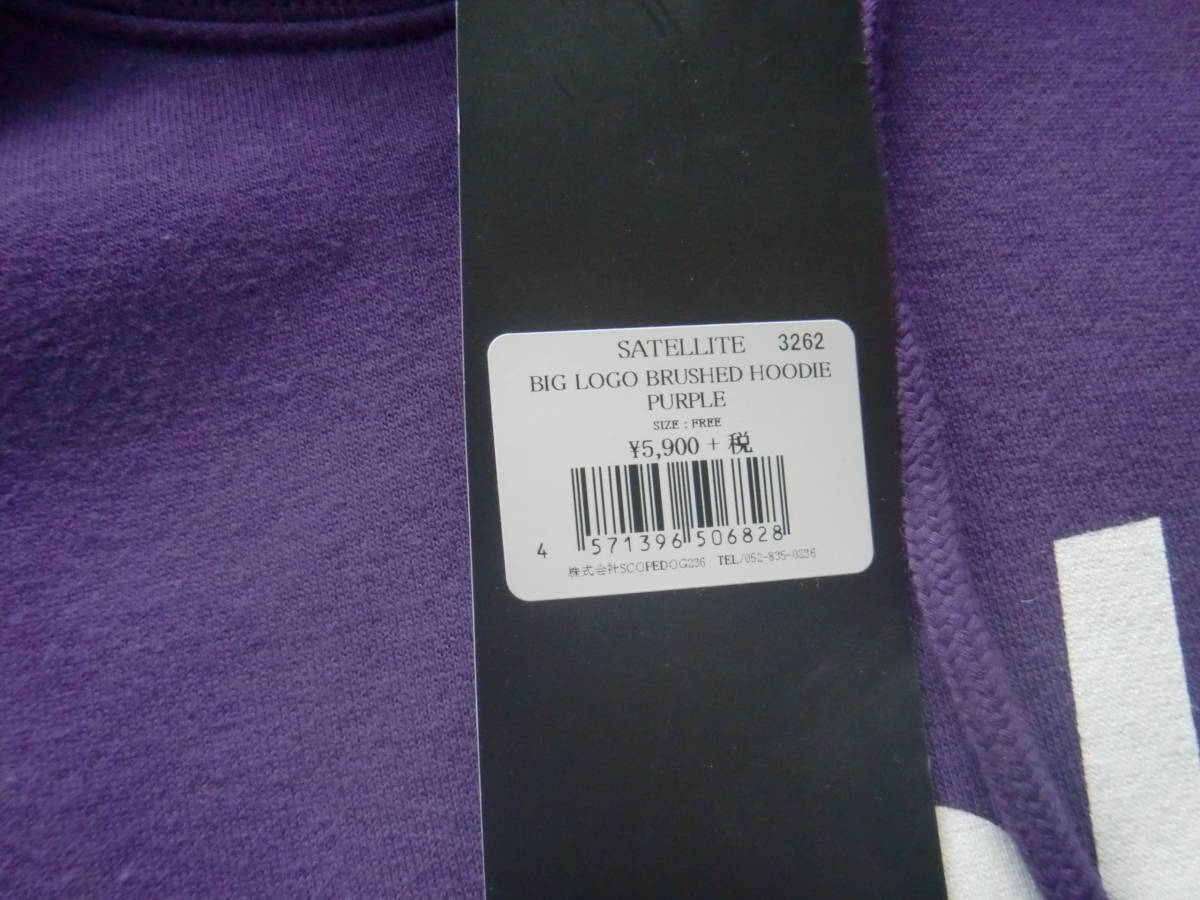 SATELLITE 3262
BIG LOGO BRUSHED HOODIE
PURPLE
SIZE : FREE
¥5,900 + 税
4 571396 506828
株式会社SCOPEDOG236 TEL/052-835-0236